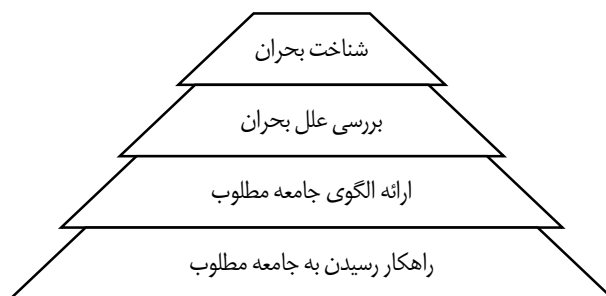 شناخت بحران
بررسی علل بحران
ارائه الگوی جامعه مطلوب
راهکار رسیدن به جامعه مطلوب